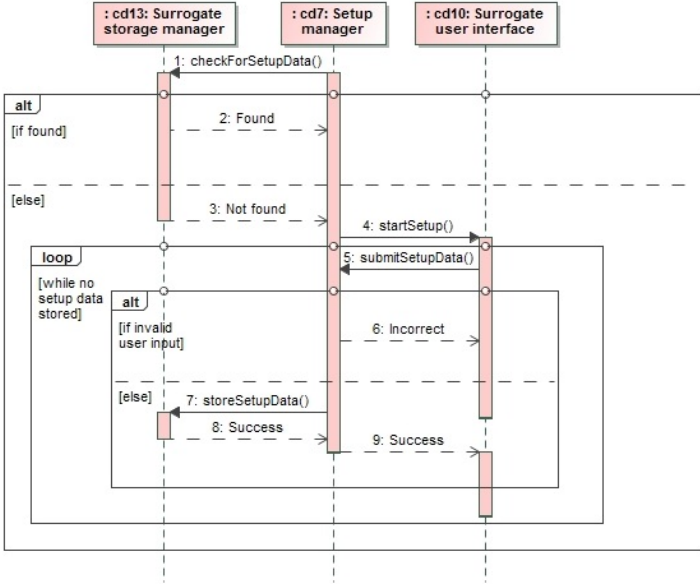 : cd13: Surrogate
storage manager
: cd7: Setup
manager
: cd10: Surrogate
user interface
1: checkForSetupData()
alt
[if found]
2: Found
[else]
3: Not found
4: startSetup()
loop
5: submitSetupData()
[while no
setup data
stored]
alt
[if invalid
user input]
6: Incorrect
[else]
7: storeSetupData()
8: Success
9: Success